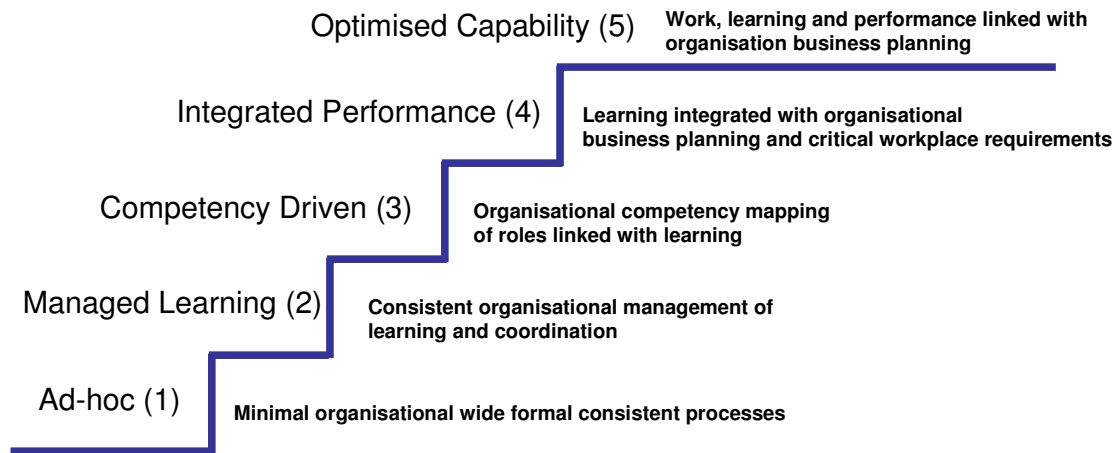 Optimised Capability (5)
Work, learning and performance linked with
organisation business planning
Integrated Performance (4)
Learning integrated with organisational
business planning and critical workplace requirements
Competency Driven (3)
Organisational competency mapping
of roles linked with learning
Managed Learning (2)
Consistent organisational management of
learning and coordination
Ad-hoc (1)
Minimal organisational wide formal consistent processes